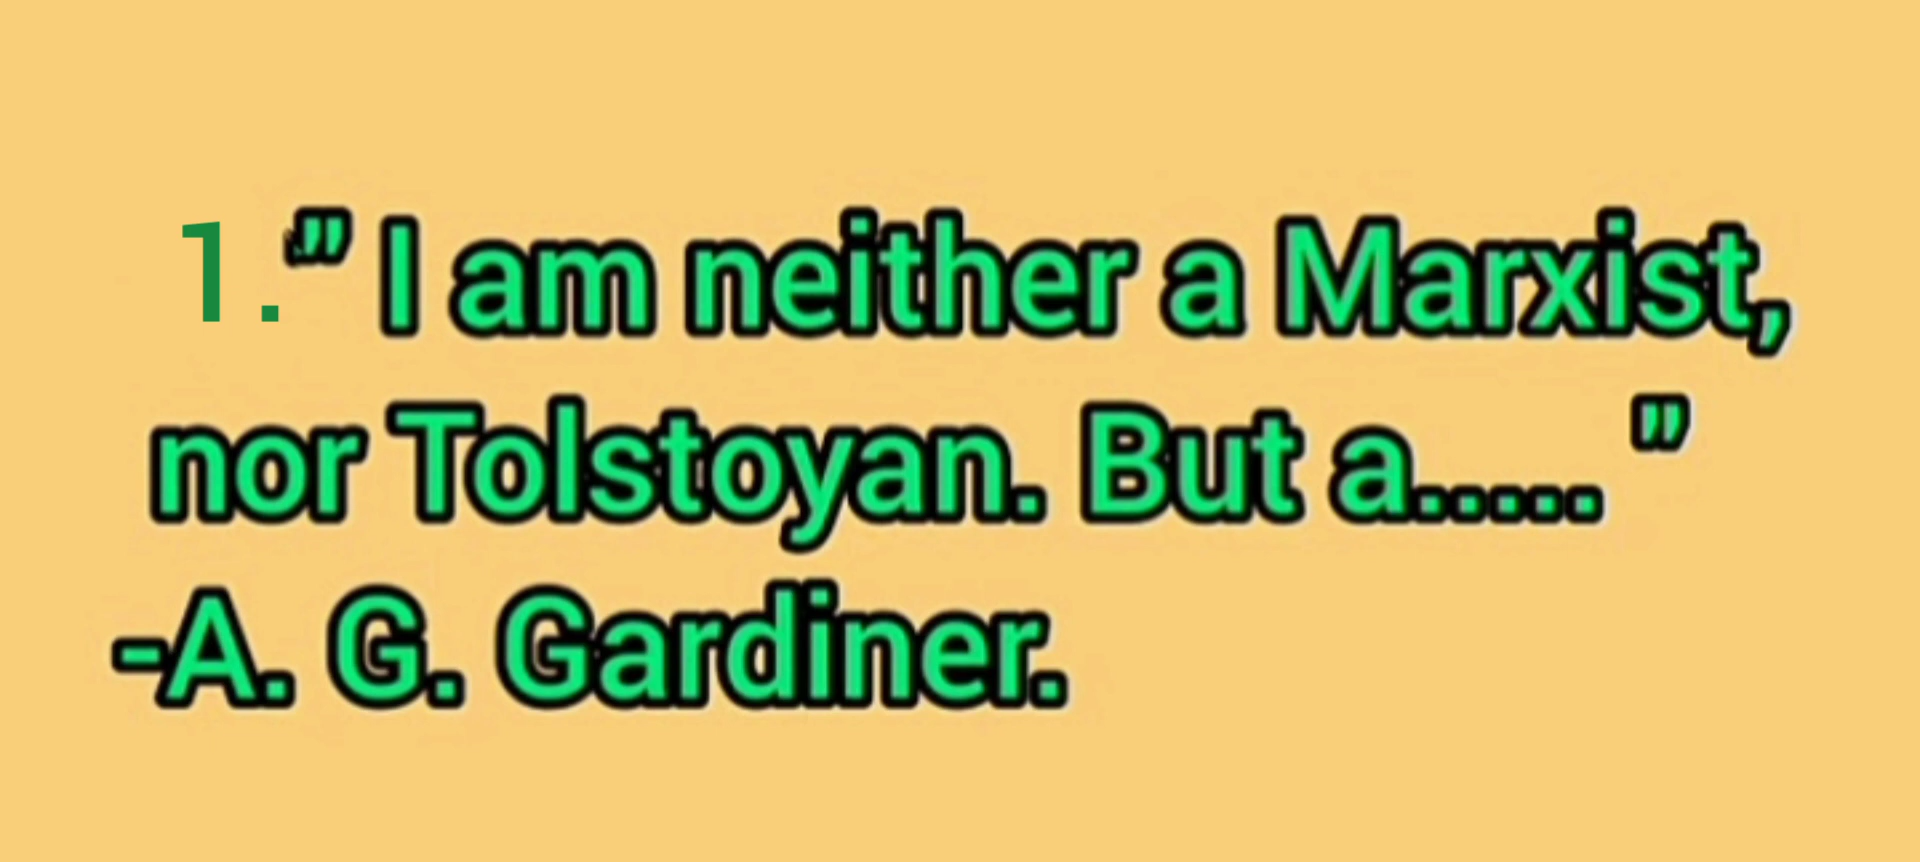 1." I am neither a Marxist,
nor Tolstoyan. But a..... "
-A. G. Gardiner.